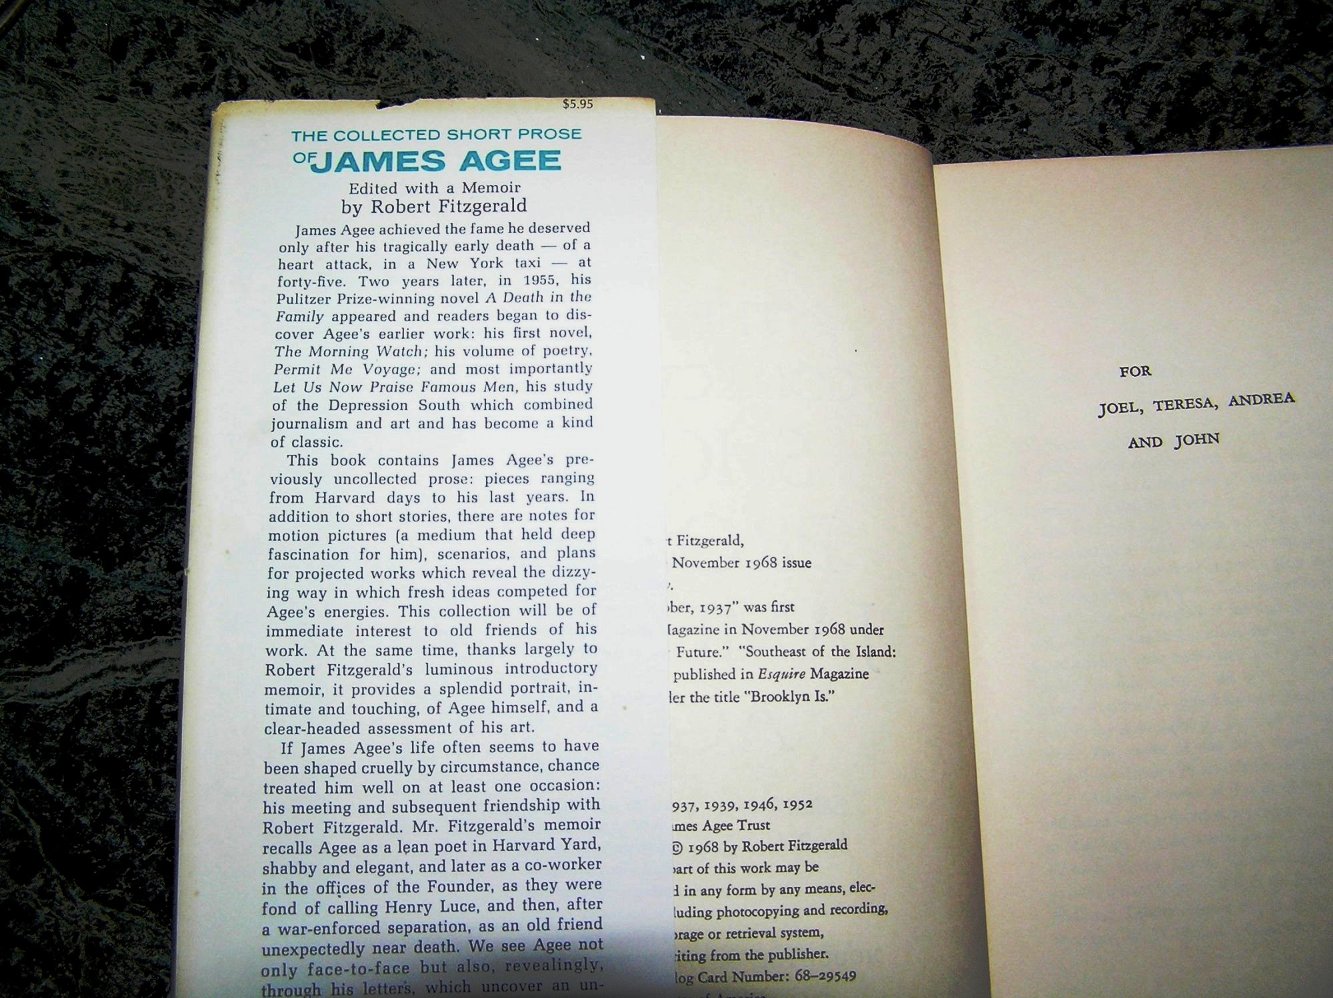 $5.95
THE COLLECTED SHORT PROSE
OF JAMES AGEE
Edited with a Memoir
by Robert Fitzgerald
James Agee achieved the fame he deserved
only after his tragically early death — of a
heart attack, in a New York taxi — at
forty-five. Two years later, in 1955, his
Pulitzer Prize-winning novel A Death in the
Family appeared and readers began to dis-
cover Agee's earlier work: his first novel,
The Morning Watch; his volume of poetry,
Permit Me Voyage; and most importantly
Let Us Now Praise Famous Men, his study
of the Depression South which combined
journalism and art and has become a kind
of classic.
This book contains James Agee's pre-
viously uncollected prose: pieces ranging
from Harvard days to his last years. In
addition to short stories, there are notes for
motion pictures (a medium that held deep
fascination for him), scenarios, and plans
for projected works which reveal the dizzy-
ing way in which fresh ideas competed for
Agee's energies. This collection will be of
immediate interest to old friends of his
work. At the same time, thanks largely to
Robert Fitzgerald's luminous introductory
memoir, it provides a splendid portrait, in-
timate and touching, of Agee himself, and a
clear-headed assessment of his art.
If James Agee's life often seems to have
been shaped cruelly by circumstance, chance
treated him well on at least one occasion:
his meeting and subsequent friendship with
Robert Fitzgerald. Mr. Fitzgerald's memoir
recalls Agee as a lean poet in Harvard Yard,
shabby and elegant, and later as a co-worker
in the offices of the Founder, as they were
fond of calling Henry Luce, and then, after
a war-enforced separation, as an old friend
unexpectedly near death. We see Agee not
only face-to-face but also, revealingly,
through his letters, which uncover an un-
t Fitzgerald,
November 1968 issue
ber, 1937" was first
agazine in November 1968 under
Future." "Southeast of the Island:
published in Esquire Magazine
der the title "Brooklyn Is."
937, 1939, 1946, 1952
mes Agee Trust
© 1968 by Robert Fitzgerald
part of this work may be
d in any form by any means, elec-
luding photocopying and recording,
orage or retrieval system,
riting from the publisher.
log Card Number: 68–29549
FOR
JOEL, TERESA, ANDREA
AND JOHN